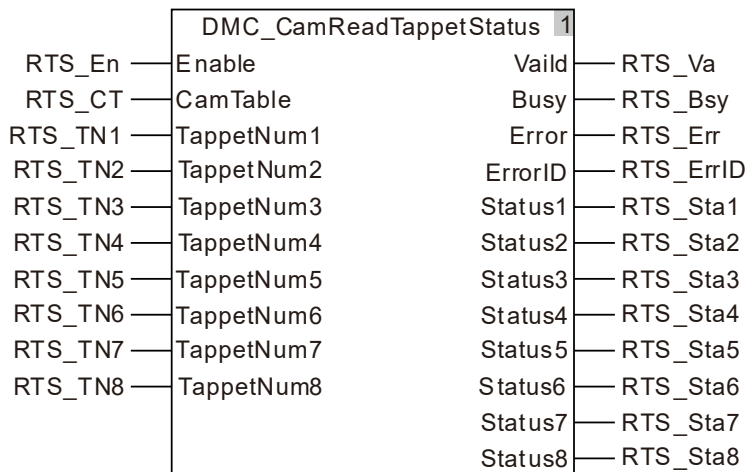 DMC_CamReadTappetStatus 1
RTS_En Enable Vaild RTS_Va
RTS_CT CamTable Busy RTS_Bsy
RTS_TN1 TappetNum1 Error RTS_Err
RTS_TN2 TappetNum2 ErrorID RTS_ErrID
RTS_TN3 TappetNum3 Status1 RTS_Sta1
RTS_TN4 TappetNum4 Status2 RTS_Sta2
RTS_TN5 TappetNum5 Status3 RTS_Sta3
RTS_TN6 TappetNum6 Status4 RTS_Sta4
RTS_TN7 TappetNum7 Status5 RTS_Sta5
RTS_TN8 TappetNum8 Status6 RTS_Sta6
Status7 RTS_Sta7
Status8 RTS_Sta8